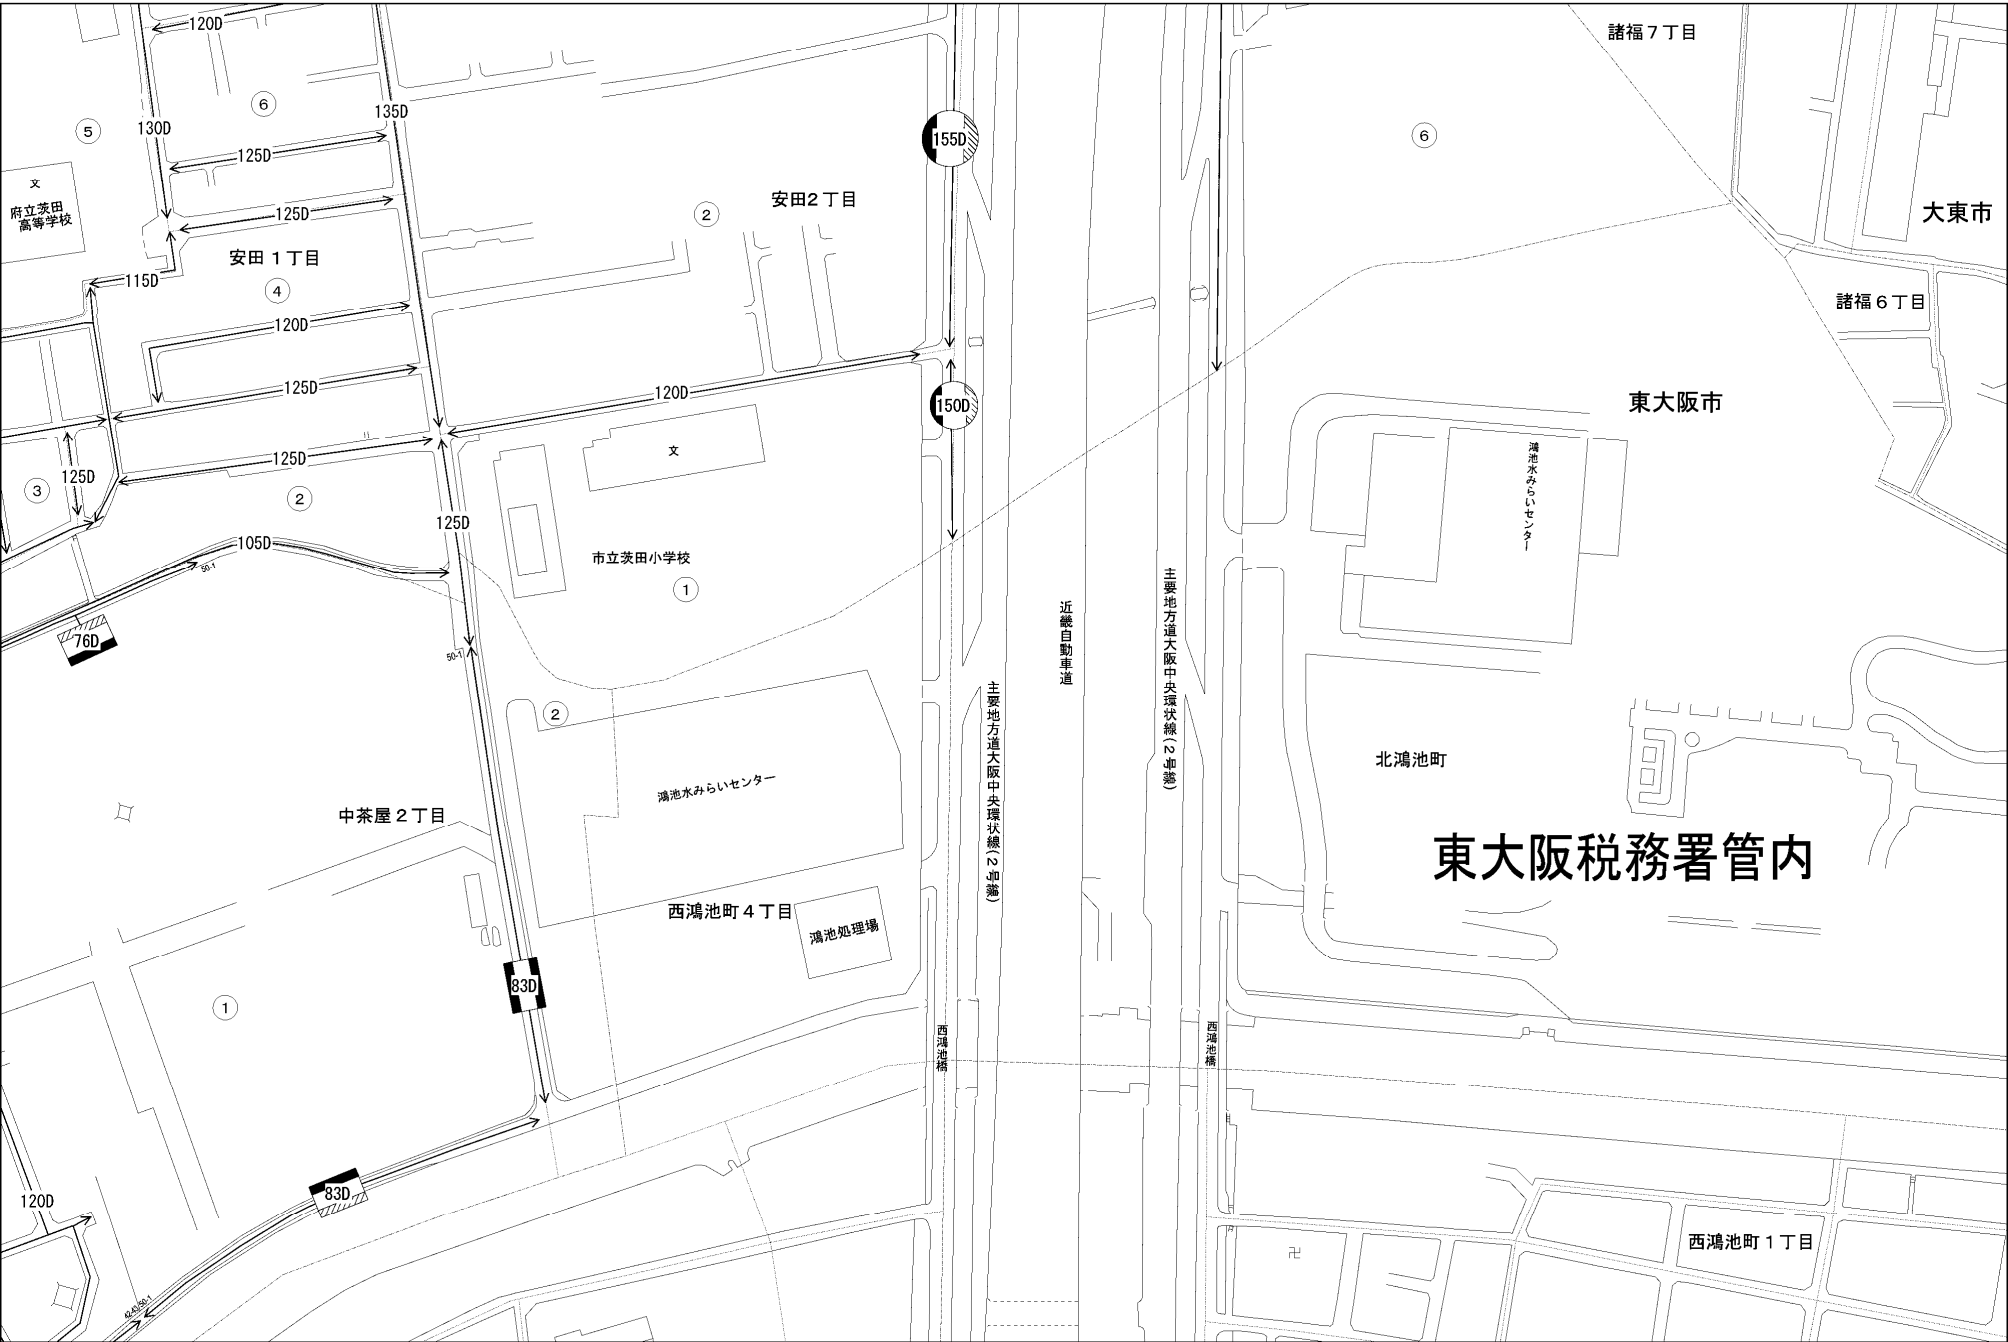 120D
諸福７丁目
6
135D
130D
5
155D
6
125D
文
府立茨田
高等学校
125D
2
安田２丁目
大東市
安田１丁目
115D
4
諸福６丁目
120D
125D
120D
150D
東大阪市
文
125D
125D
3
2
鴻池水みらいセンター
125D
105D
市立茨田小学校
50-1
1
主要地方道大阪中央環状線(２号線)
近畿自動車道
76D
50-1
主要地方道大阪中央環状線(２号線)
2
北鴻池町
鴻池水みらいセンター
中茶屋２丁目
東大阪税務署管内
西鴻池町４丁目
鴻池処理場
83D
1
西鴻池橋
西鴻池橋
83D
120D
西鴻池町１丁目
42-43,50-1